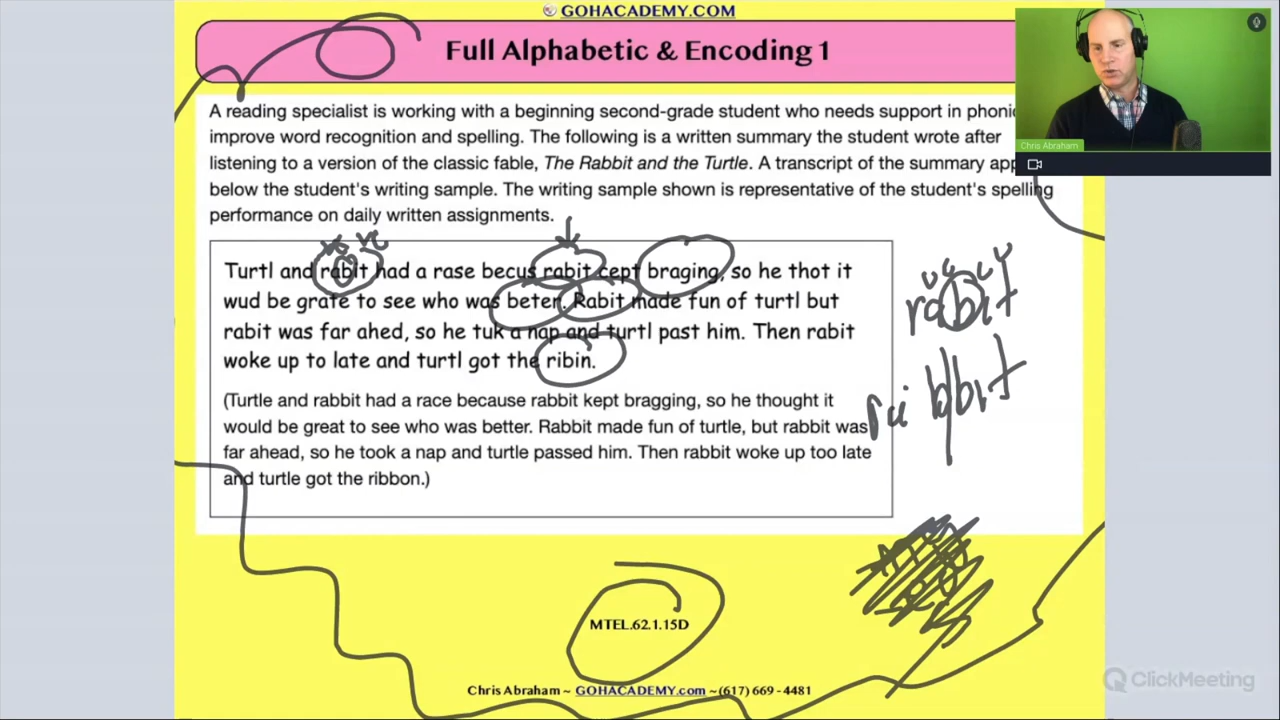 GOHACADEMY.COM
Full Alphabetic & Encoding 1
A reading specialist is working with a beginning second-grade student who needs support in phonic
improve word recognition and spelling. The following is a written summary the student wrote after
listening to a version of the classic fable, The Rabbit and the Turtle. A transcript of the summary app
below the student's writing sample. The writing sample shown is representative of the student's spelling
performance on daily written assignments.
Turtl and rabit had a rase becus rabit cept braging, so he thot it
wud be grate to see who was beter. Rabit made fun of turtl but
rabit was far ahed, so he tuk a nap and turtl past him. Then rabit
woke up to late and turtl got the ribin.
(Turtle and rabbit had a race because rabbit kept bragging, so he thought it
would be great to see who was better. Rabbit made fun of turtle, but rabbit was
far ahead, so he took a nap and turtle passed him. Then rabbit woke up too late
and turtle got the ribbon.)
rabit
MTEL.62.1.15D
Chris Abraham ~ GOHACADEMY.com ~ (617) 669 - 4481
Chris Abraham
ClickMeeting